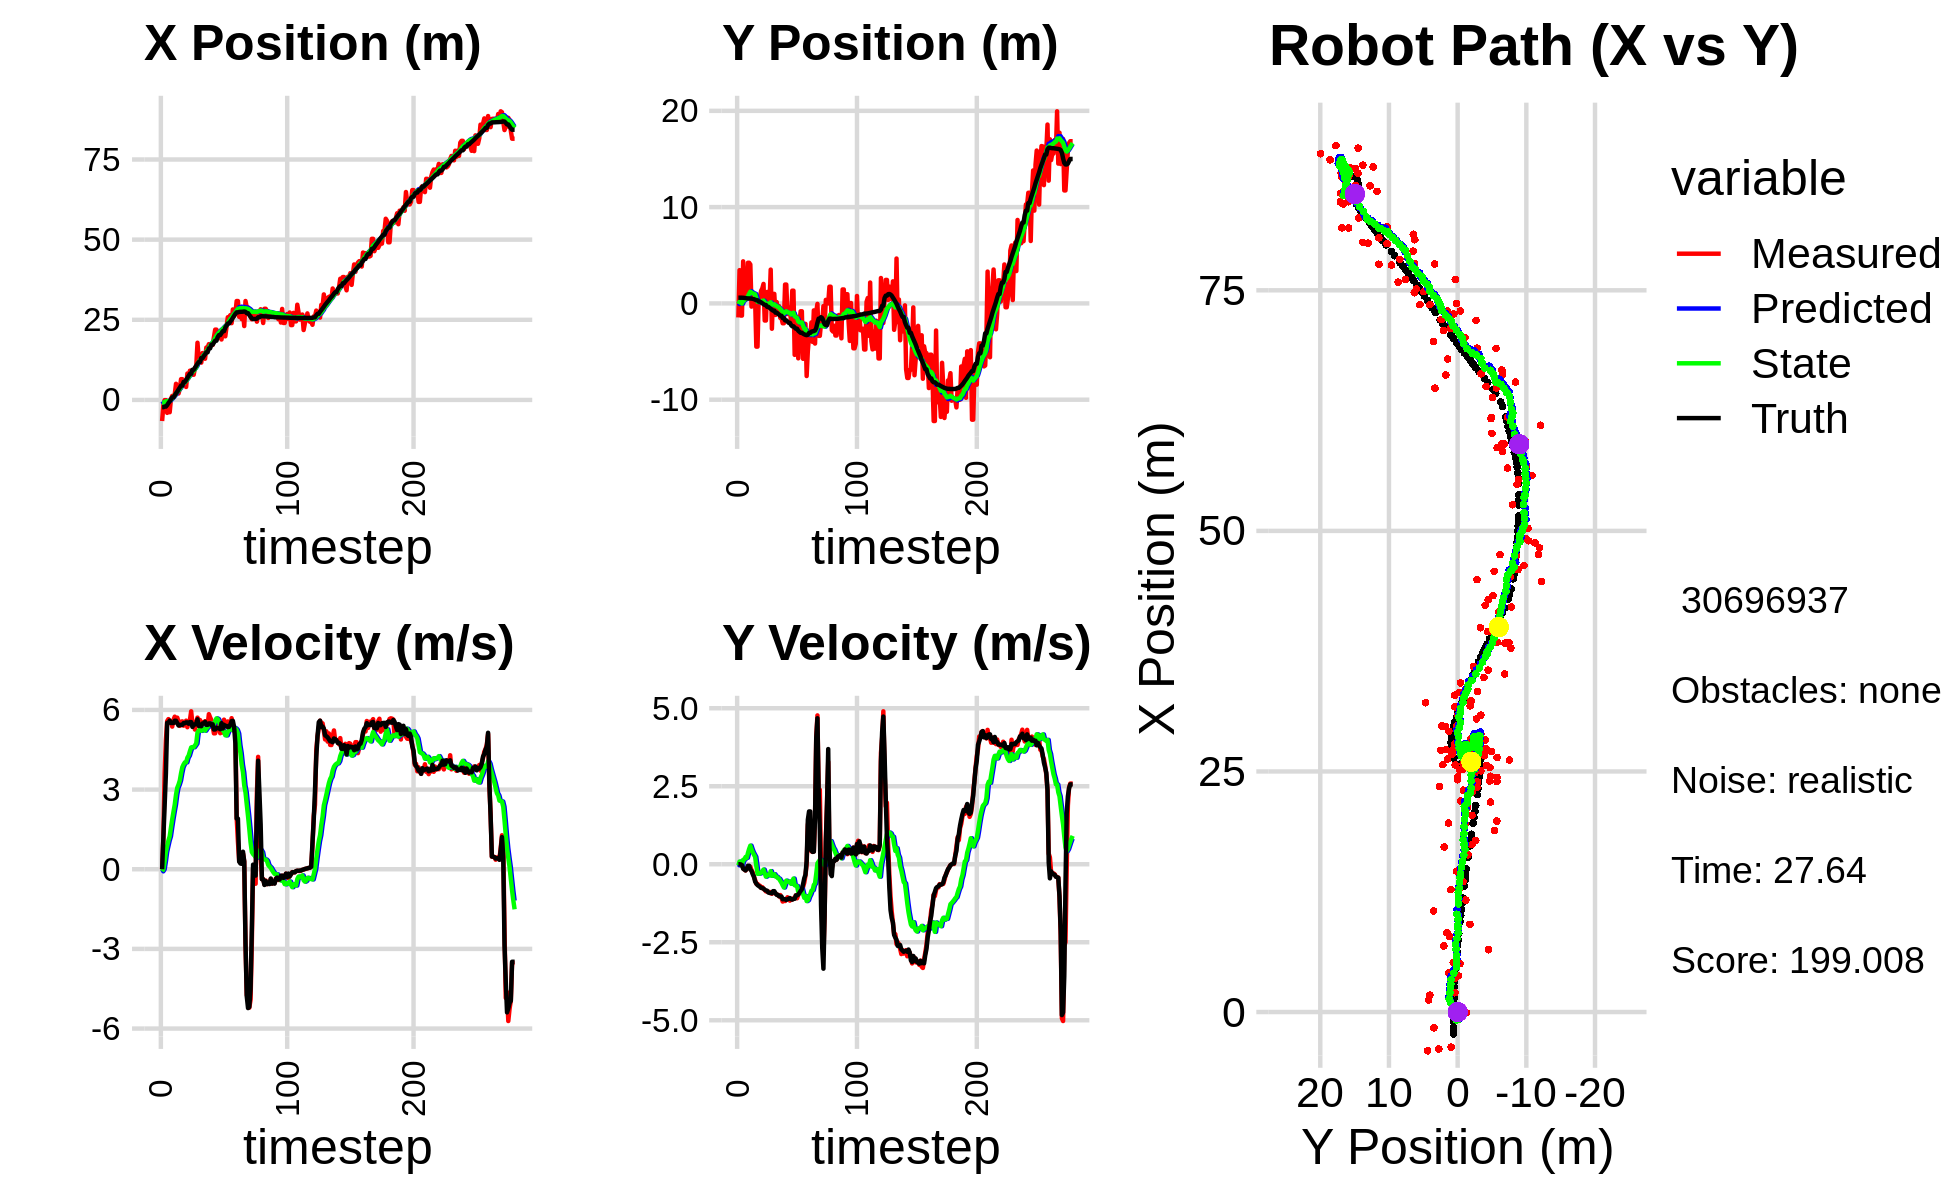 X Position (m)
75
50
25
0
0
100
200
timestep
Y Position (m)
20
10
0
-10
0
100
200
timestep
X Velocity (m/s)
6
3
0
-3
-6
0
100
200
timestep
Y Velocity (m/s)
5.0
2.5
0.0
-2.5
-5.0
0
100
200
timestep
Robot Path (X vs Y)
X Position (m)
75
50
25
0
20 10 0 -10 -20
Y Position (m)
variable
Measured
Predicted
State
Truth
30696937
Obstacles: none
Noise: realistic
Time: 27.64
Score: 199.008